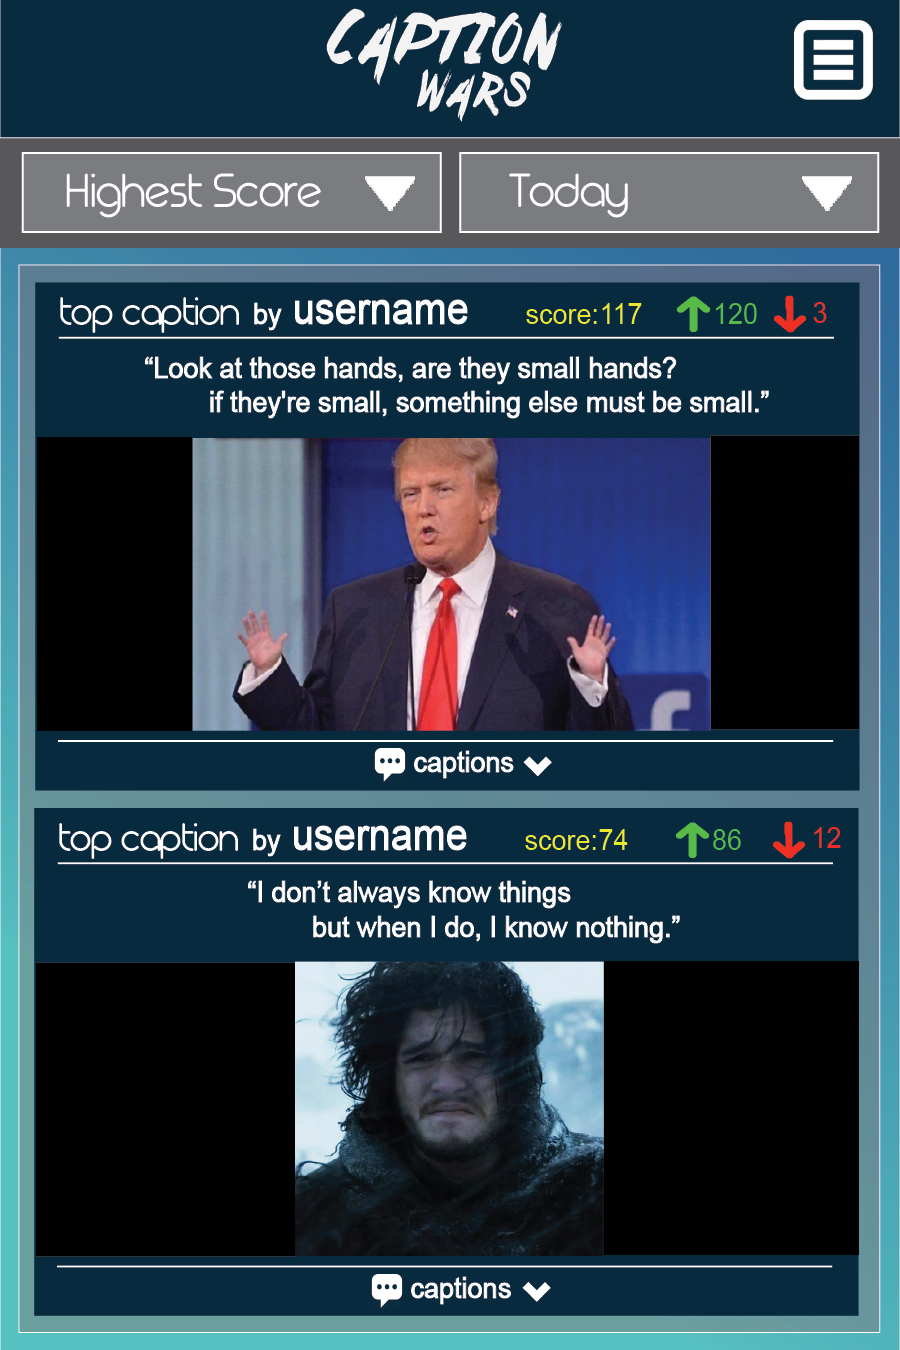 CAPTION
WARS
Highest Score
Today
top caption by username score:117 120 3
“Look at those hands, are they small hands?
if they're small, something else must be small.”
f
captions
top caption by username score:74 86 12
“I don’t always know things
but when I do, I know nothing.”
captions